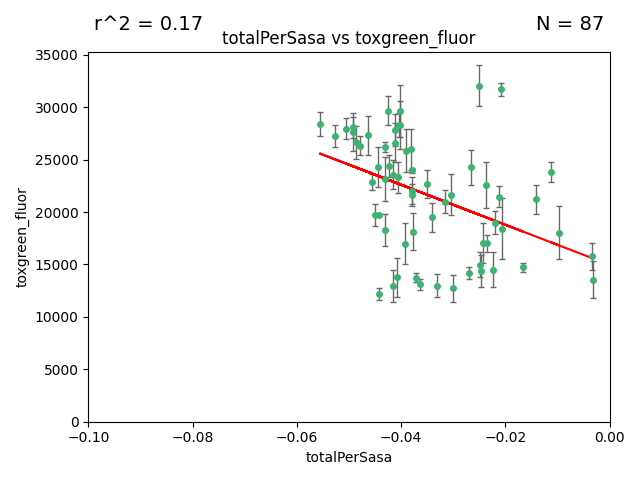 r^2 = 0.17
N = 87
totalPerSasa vs toxgreen_fluor
35000
30000
25000
20000
15000
10000
5000
0
toxgreen_fluor
−0.10
−0.08
−0.06
−0.04
−0.02
0.00
totalPerSasa